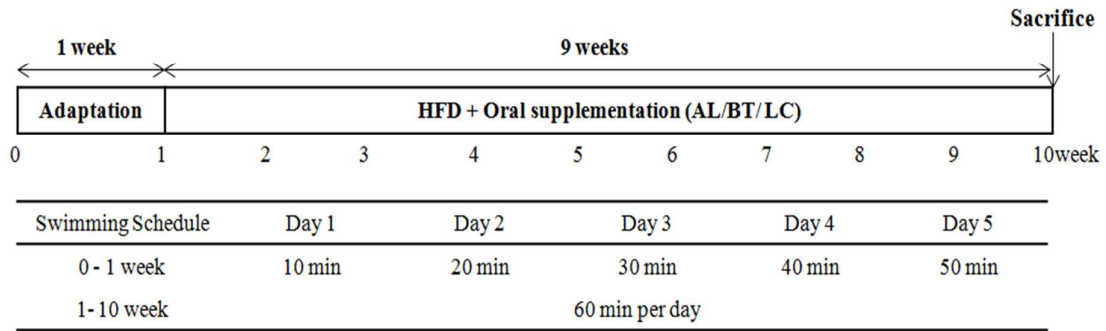 Sacrifice
1 week 9 weeks
Adaptation HFD + Oral supplementation (AL/BT/LC)
0 1 2 3 4 5 6 7 8 9 10week
Swimming Schedule Day 1 Day 2 Day 3 Day 4 Day 5
0 - 1 week 10 min 20 min 30 min 40 min 50 min
1- 10 week 60 min per day